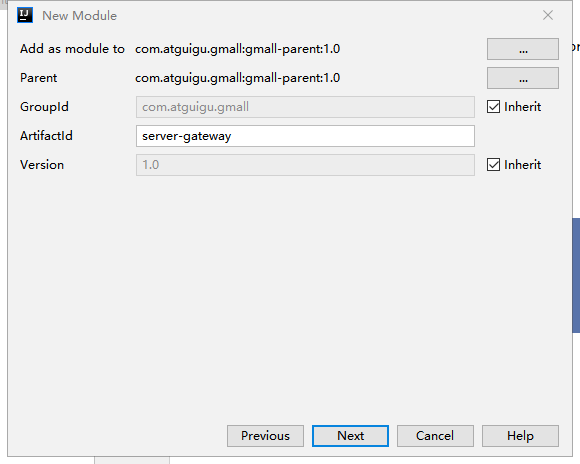 New Module
Add as module to com.atguigu.gmall:gmall-parent:1.0 ...
Parent com.atguigu.gmall:gmall-parent:1.0 ...
GroupId com.atguigu.gmall Inherit
ArtifactId server-gateway
Version 1.0 Inherit
Previous Next Cancel Help